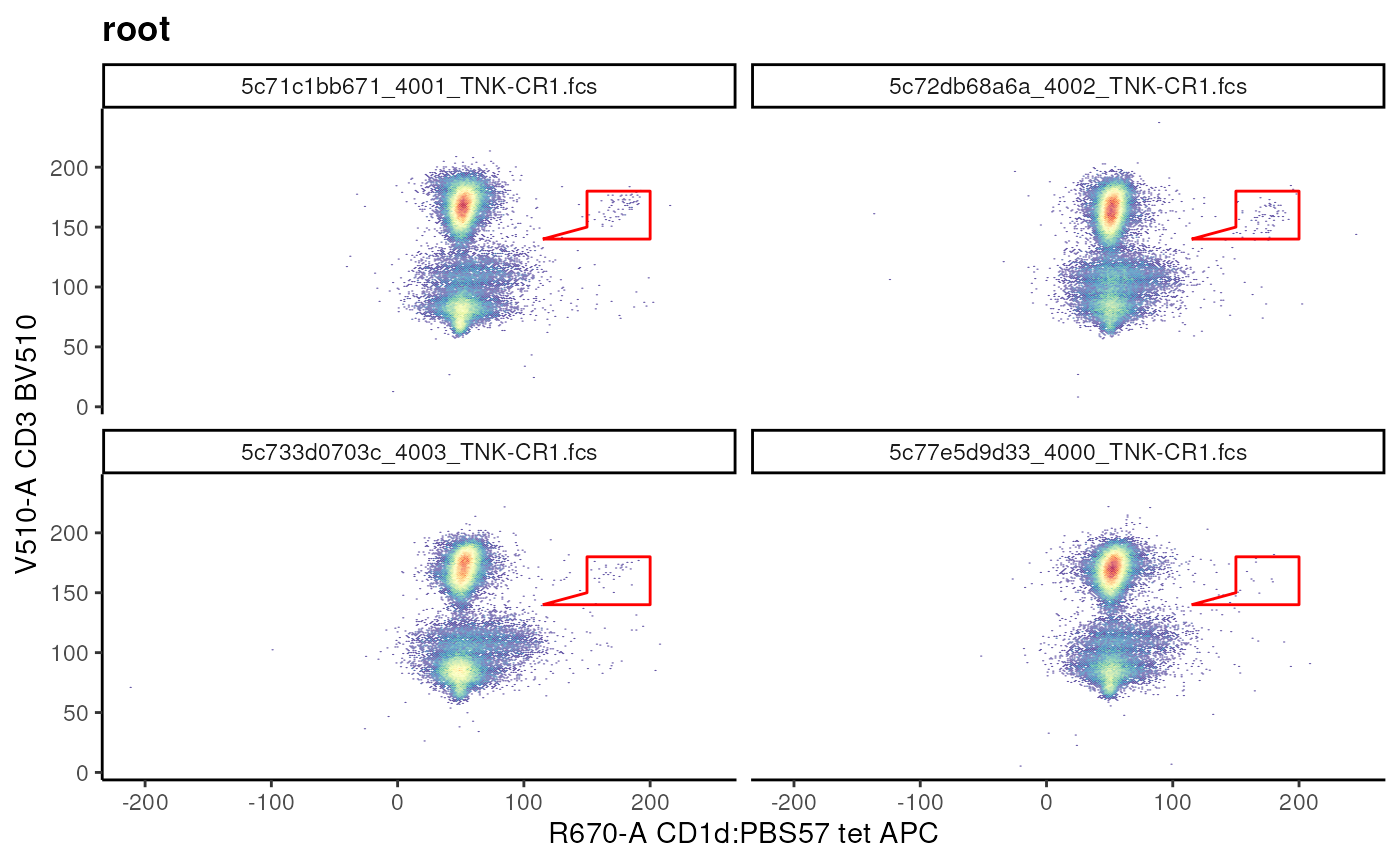 root
5c71c1bb671_4001_TNK-CR1.fcs
5c72db68a6a_4002_TNK-CR1.fcs
200
150
100
50
0
V510-A CD3 BV510
5c733d0703c_4003_TNK-CR1.fcs
5c77e5d9d33_4000_TNK-CR1.fcs
200
150
100
50
0
-200 -100 0 100 200
-200 -100 0 100 200
R670-A CD1d:PBS57 tet APC